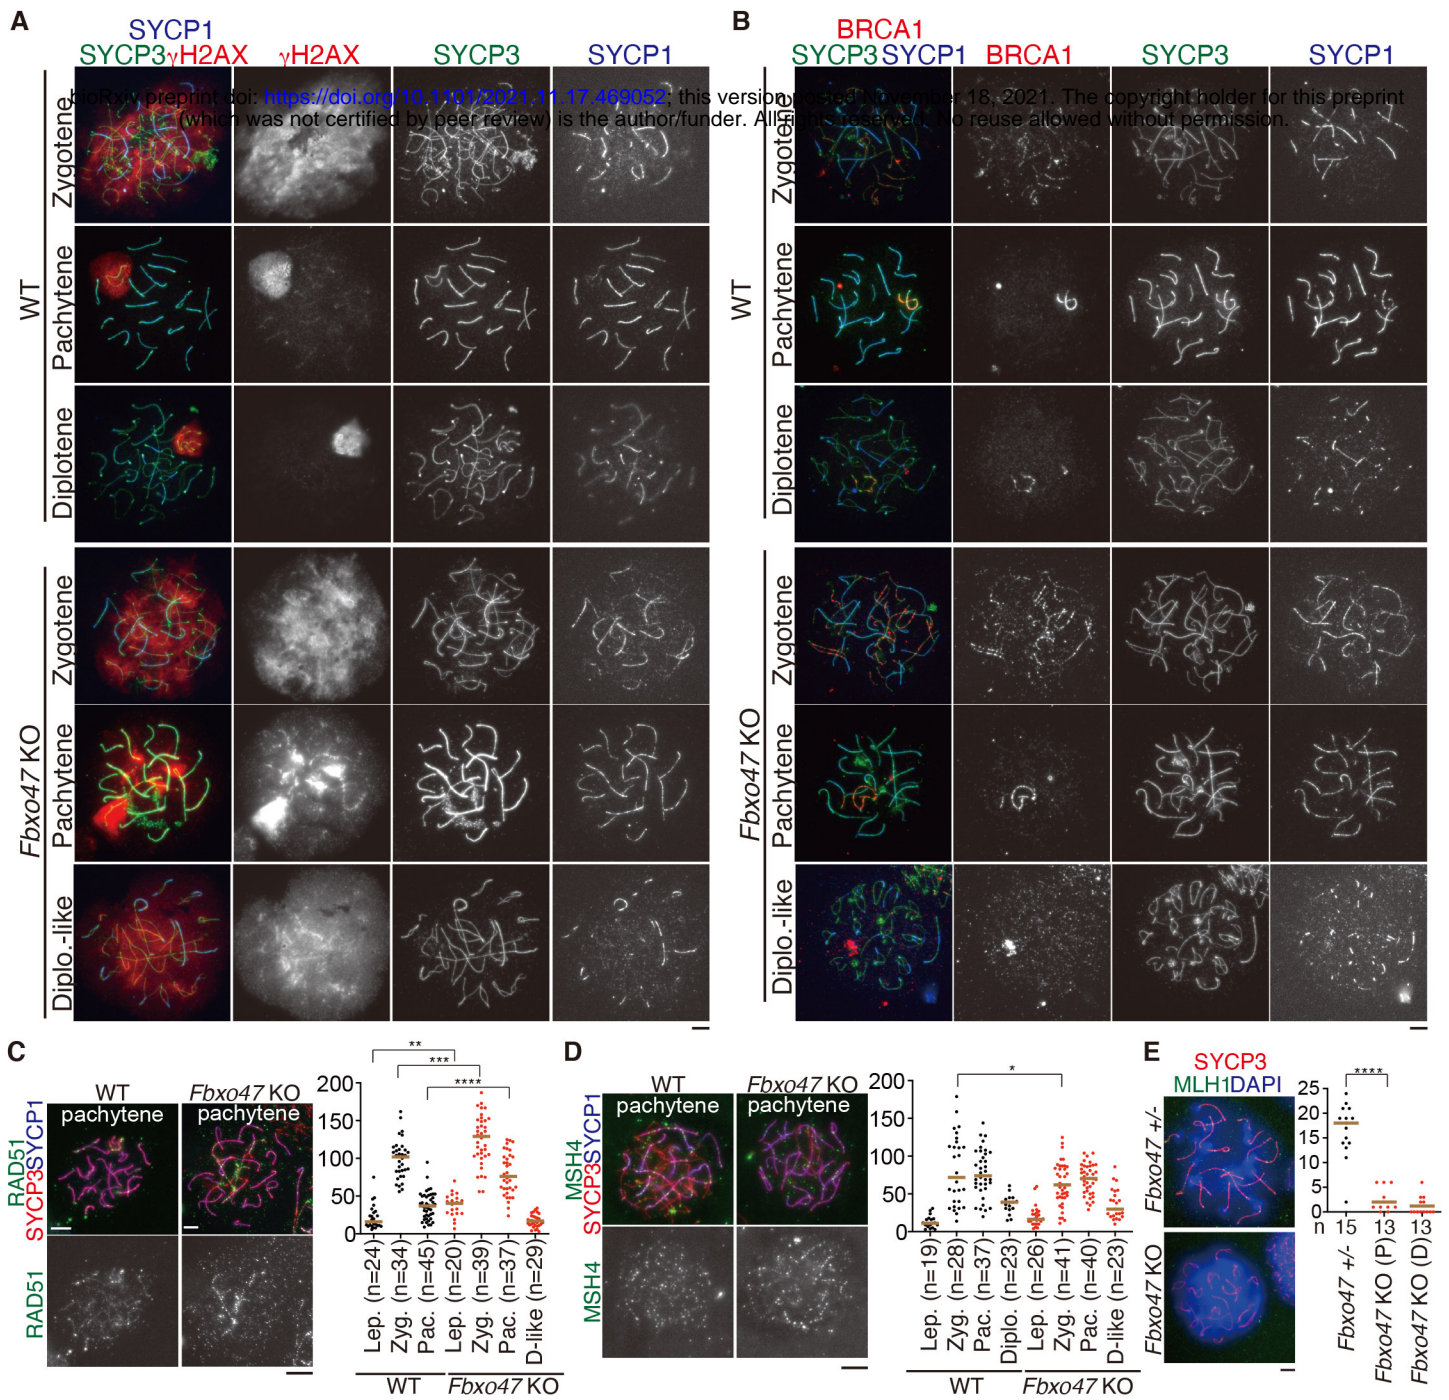 A
SYCP1
SYCP3γH2AX
γH2AX
SYCP3
SYCP1
bioRxiv preprint doi: https://doi.org/10.1101/2021.11.17.469052; this version posted November 18, 2021. The copyright holder for this preprint
(which was not certified by peer review) is the author/funder. All rights reserved. No reuse allowed without permission.
WT
Zygotene
Pachytene
Diplotene
Fbxo47 KO
Zygotene
Pachytene
Diplo.-like
B
BRCA1
SYCP3 SYCP1
BRCA1
SYCP3
SYCP1
WT
Zygotene
Pachytene
Diplotene
Fbxo47 KO
Zygotene
Pachytene
Diplo.-like
C
WT
pachytene
Fbxo47 KO
pachytene
RAD51
SYCP3SYCP1
RAD51
**
***
****
200
150
100
50
0
Lep. (n=24)
Zyg. (n=34)
Pac. (n=45)
Lep. (n=20)
Zyg. (n=39)
Pac. (n=37)
D-like (n=29)
WT
Fbxo47 KO
D
WT
pachytene
Fbxo47 KO
pachytene
MSH4
SYCP3SYCP1
MSH4
*
200
150
100
50
0
Lep. (n=19)
Zyg. (n=28)
Pac. (n=37)
Diplo. (n=23)
Lep. (n=26)
Zyg. (n=41)
Pac. (n=40)
D-like (n=23)
WT
Fbxo47 KO
E
SYCP3
MLH1DAPI
Fbxo47 +/-
Fbxo47 KO
****
25
20
15
10
5
0
n 15 13 13
Fbxo47 +/-
Fbxo47 KO (P)
Fbxo47 KO (D)